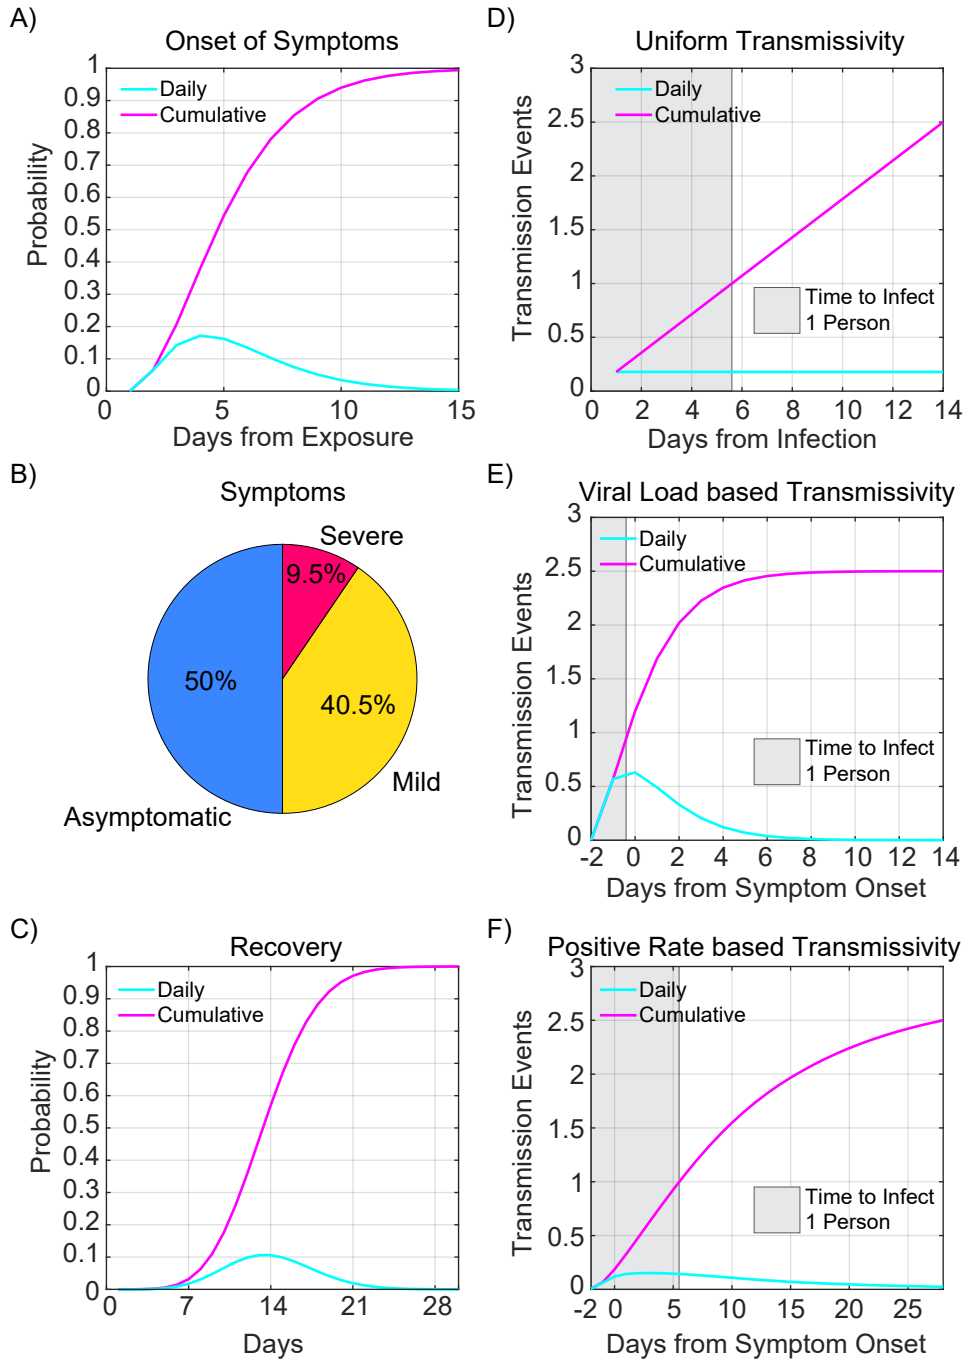 A)
Onset of Symptoms
1
0.9
0.8
0.7
0.6
0.5
0.4
0.3
0.2
0.1
0
Probability
Daily
Cumulative
0 5 10 15
Days from Exposure
B)
Symptoms
Severe
9.5%
50%
40.5%
Mild
Asymptomatic
C)
Recovery
1
0.9
0.8
0.7
0.6
0.5
0.4
0.3
0.2
0.1
0
Probability
Daily
Cumulative
0 7 14 21 28
Days
D)
Uniform Transmissivity
3
2.5
2
1.5
1
0.5
0
Transmission Events
Daily
Cumulative
Time to Infect
1 Person
0 2 4 6 8 10 12 14
Days from Infection
E)
Viral Load based Transmissivity
3
2.5
2
1.5
1
0.5
0
Transmission Events
Daily
Cumulative
Time to Infect
1 Person
-2 0 2 4 6 8 10 12 14
Days from Symptom Onset
F)
Positive Rate based Transmissivity
3
2.5
2
1.5
1
0.5
0
Transmission Events
Daily
Cumulative
Time to Infect
1 Person
-2 0 5 10 15 20 25
Days from Symptom Onset